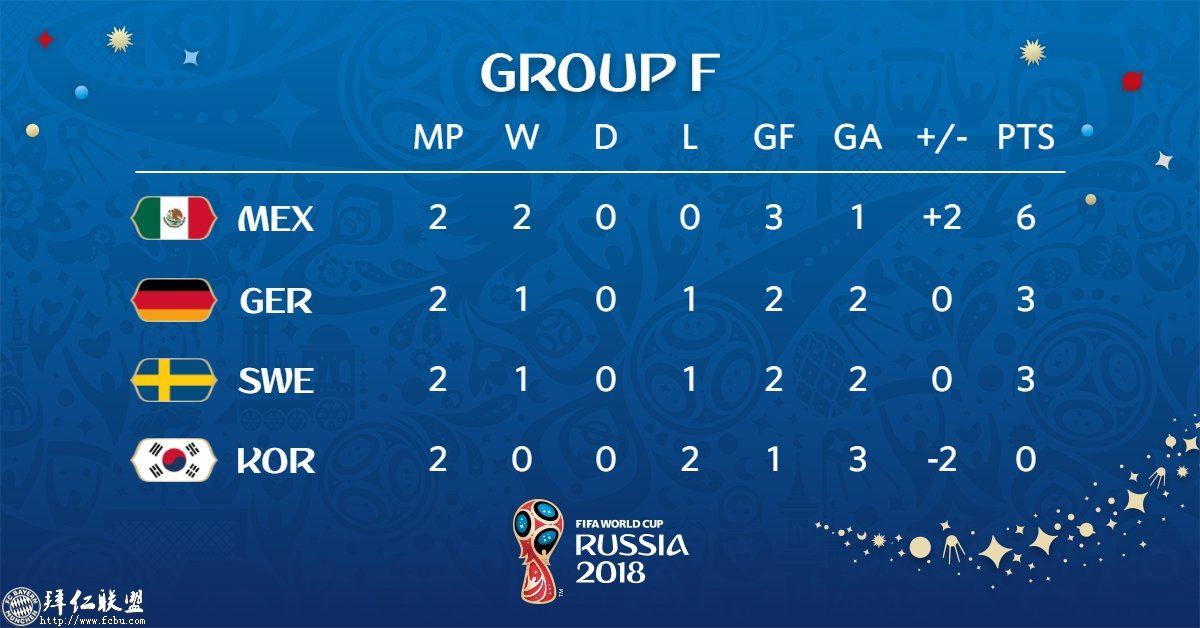 GROUP F
MP W D L GF GA +/- PTS
MEX 2 2 0 0 3 1 +2 6
GER 2 1 0 1 2 2 0 3
SWE 2 1 0 1 2 2 0 3
KOR 2 0 0 2 1 3 -2 0
FIFA WORLD CUP
RUSSIA
2018
TM
FC BAYERN
MÜNCHEN
拜仁联盟
http://www.fcbu.com